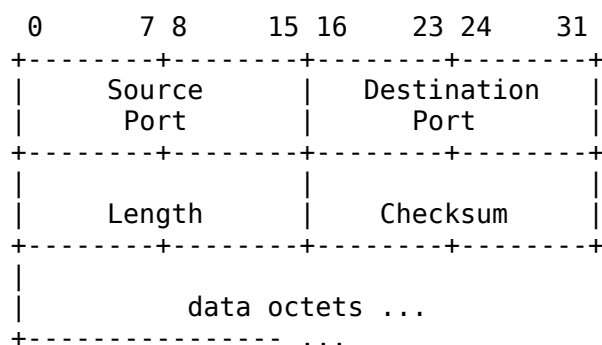 0      7 8     15 16    23 24    31
+--------+--------+--------+--------+
|     Source      |   Destination   |
|      Port       |      Port       |
+--------+--------+--------+--------+
|                 |                 |
|     Length      |    Checksum     |
+--------+--------+--------+--------+
|
|          data octets ...
+---------------- ...